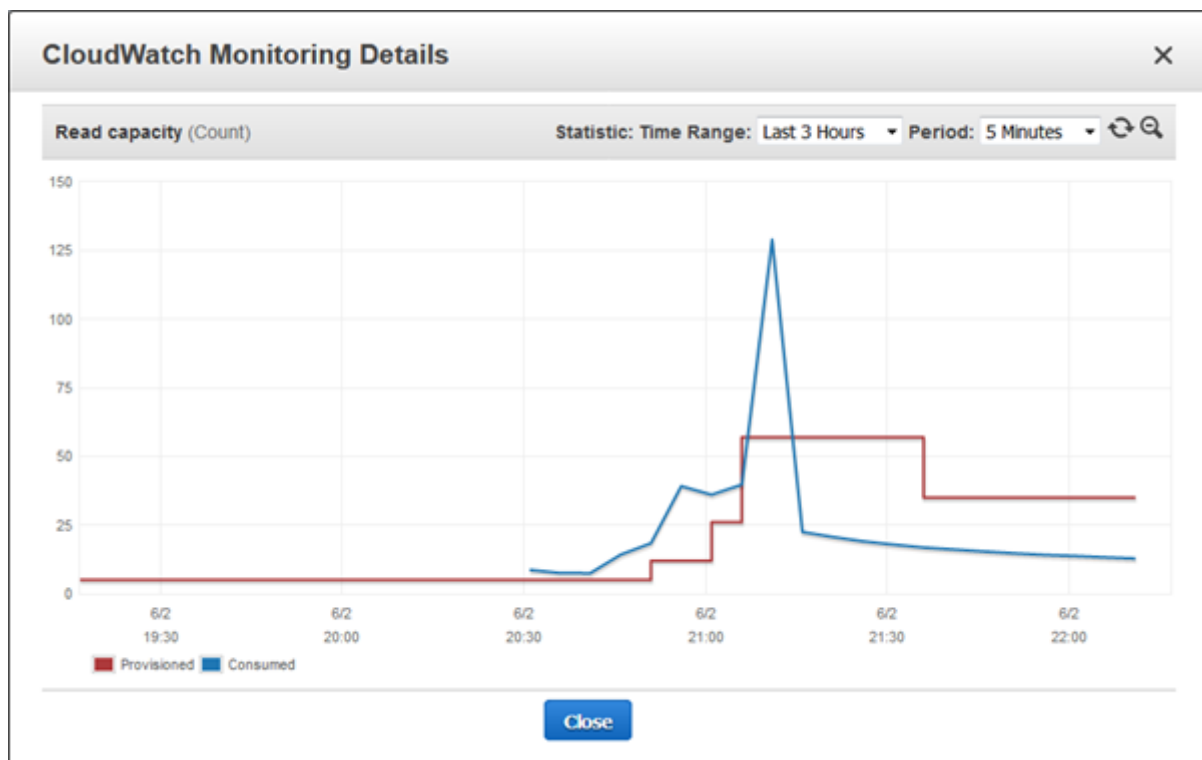 CloudWatch Monitoring Details
Read capacity (Count) Statistic: Time Range: Last 3 Hours Period: 5 Minutes
150
125
100
75
50
25
0
6/2 6/2 6/2 6/2 6/2 6/2
19:30 20:00 20:30 21:00 21:30 22:00
Provisioned Consumed
Close